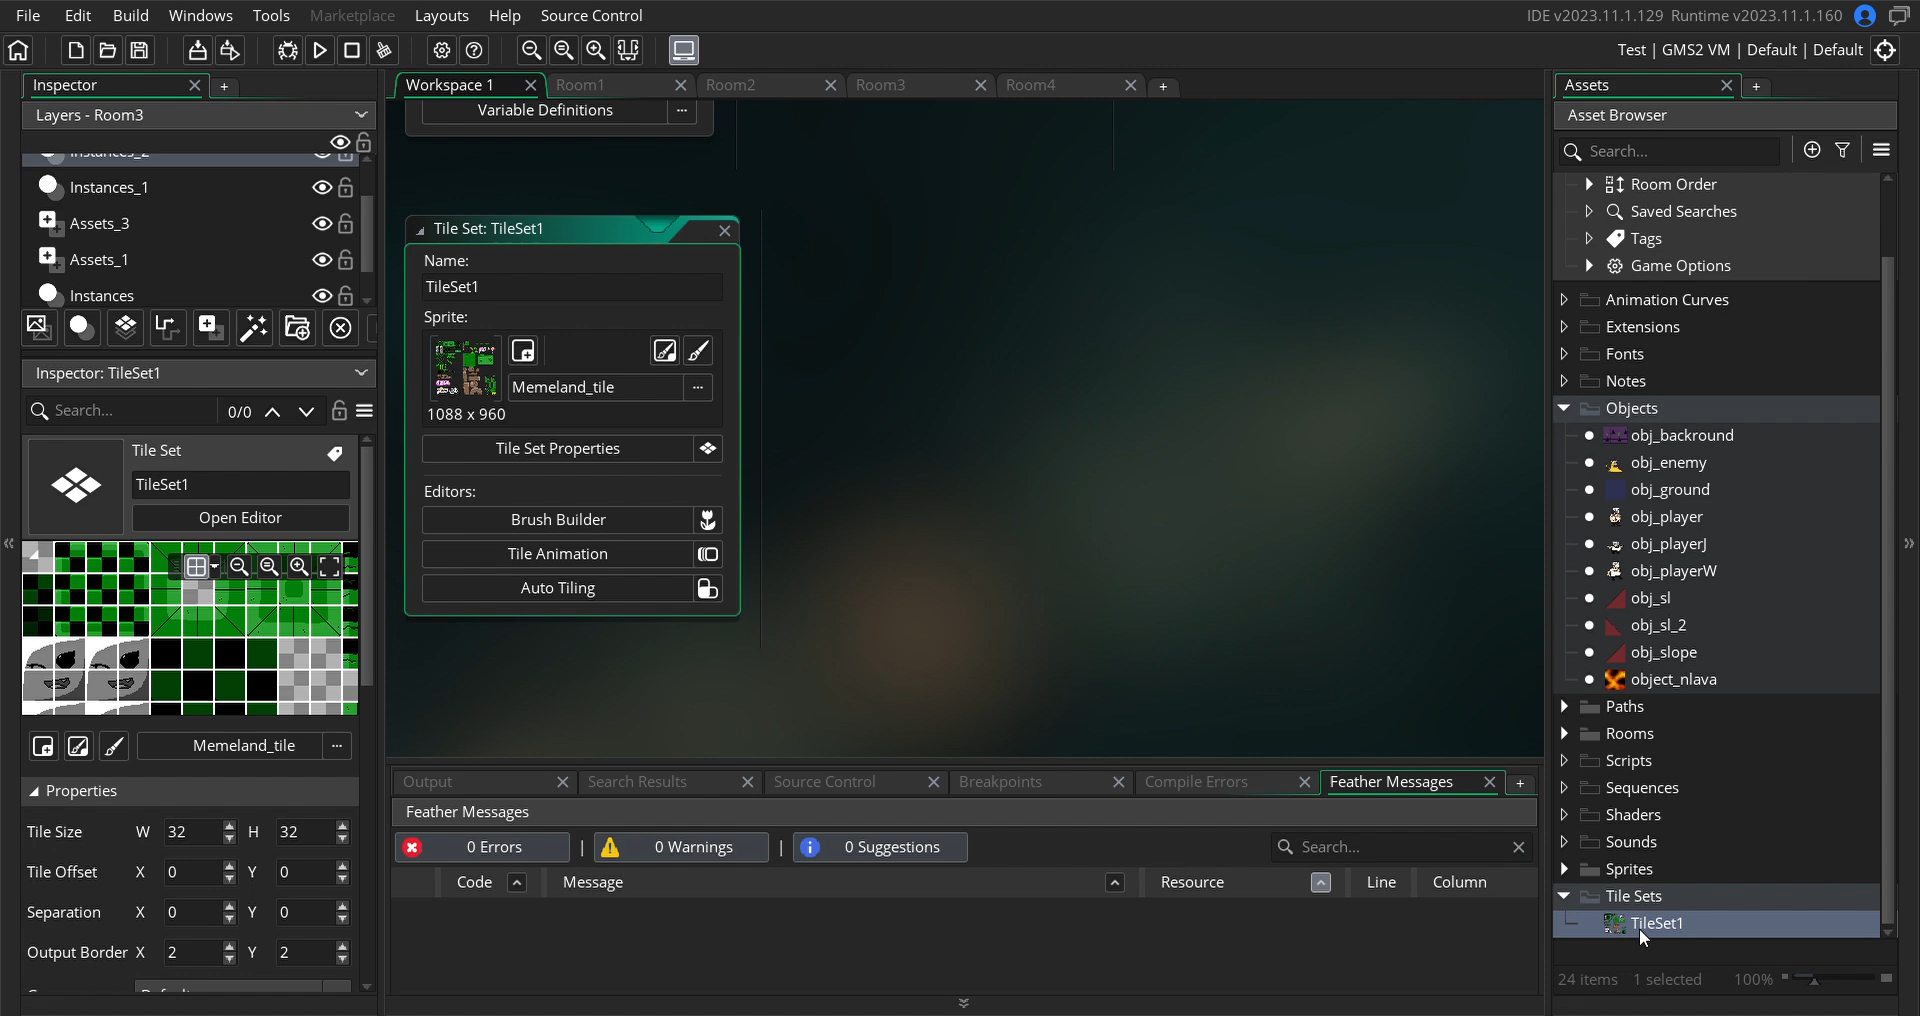 File Edit Build Windows Tools Marketplace Layouts Help Source Control
IDE v2023.11.1.129 Runtime v2023.11.1.160
Test | GMS2 VM | Default | Default
Inspector
Layers - Room3
Instances_2
Instances_1
Assets_3
Assets_1
Instances
Inspector: TileSet1
Search... 0/0
Tile Set
TileSet1
Open Editor
Memeland_tile ...
Properties
Tile Size W 32 H 32
Tile Offset X 0 Y 0
Separation X 0 Y 0
Output Border X 2 Y 2
Workspace 1 Room1 Room2 Room3 Room4
Variable Definitions ...
Tile Set: TileSet1
Name:
TileSet1
Sprite:
Memeland_tile ...
1088 x 960
Tile Set Properties
Editors:
Brush Builder
Tile Animation
Auto Tiling
Output Search Results Source Control Breakpoints Compile Errors Feather Messages
Feather Messages
0 Errors | 0 Warnings | 0 Suggestions Search...
Code Message Resource Line Column
Assets
Asset Browser
Search...
Room Order
Saved Searches
Tags
Game Options
Animation Curves
Extensions
Fonts
Notes
Objects
obj_backround
obj_enemy
obj_ground
obj_player
obj_playerJ
obj_playerW
obj_sl
obj_sl_2
obj_slope
object_nlava
Paths
Rooms
Scripts
Sequences
Shaders
Sounds
Sprites
Tile Sets
TileSet1
24 items 1 selected 100%